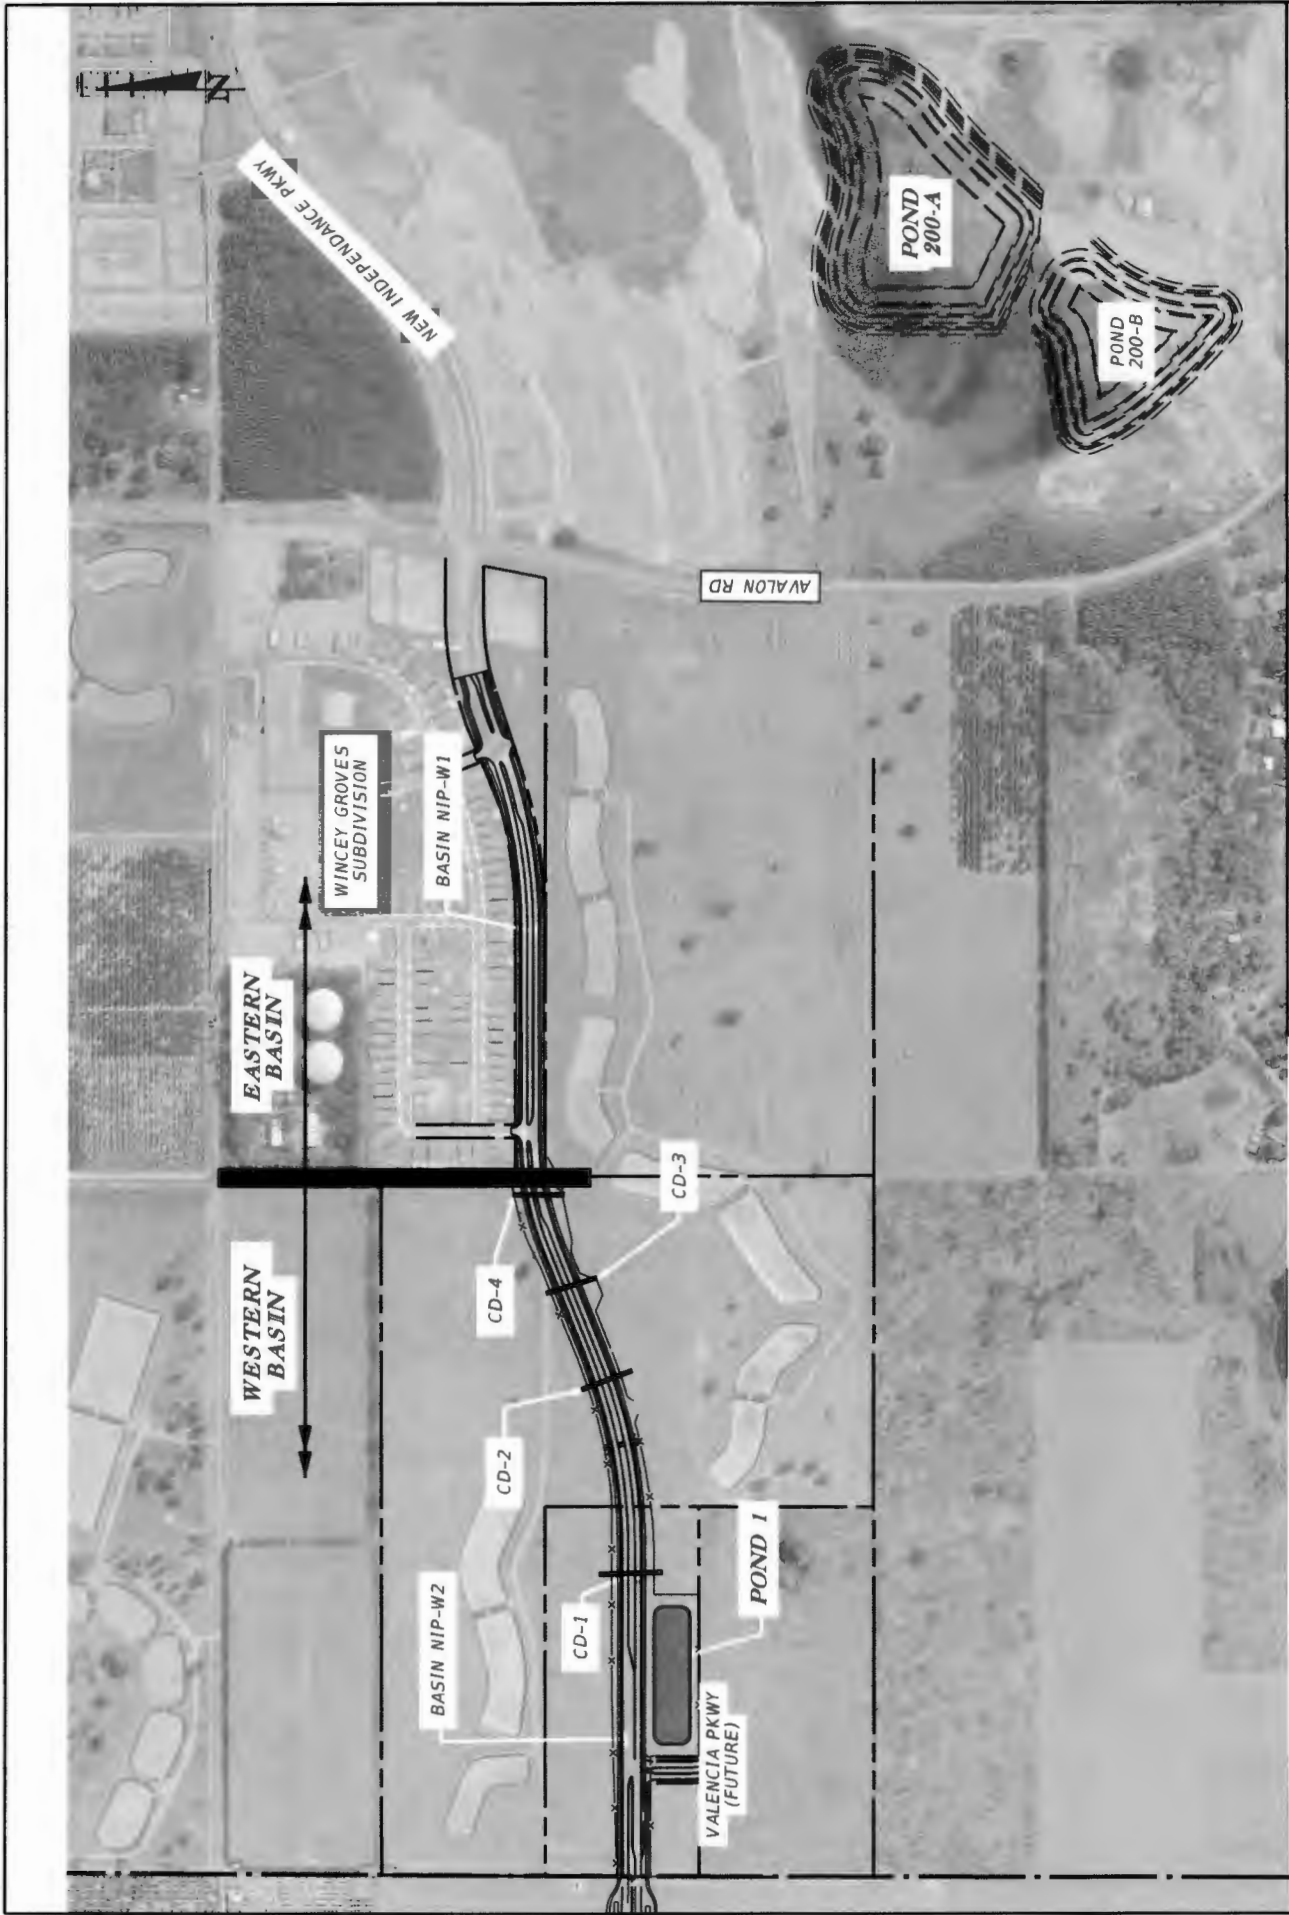 N
NEW INDEPENDANCE PKWY
POND
200-A
POND
200-B
AVALON RD
WINCEY GROVES
SUBDIVISION
BASIN NIP-W1
EASTERN
BASIN
WESTERN
BASIN
CD-4
CD-3
CD-2
CD-1
BASIN NIP-W2
POND 1
VALENCIA PKWY
(FUTURE)